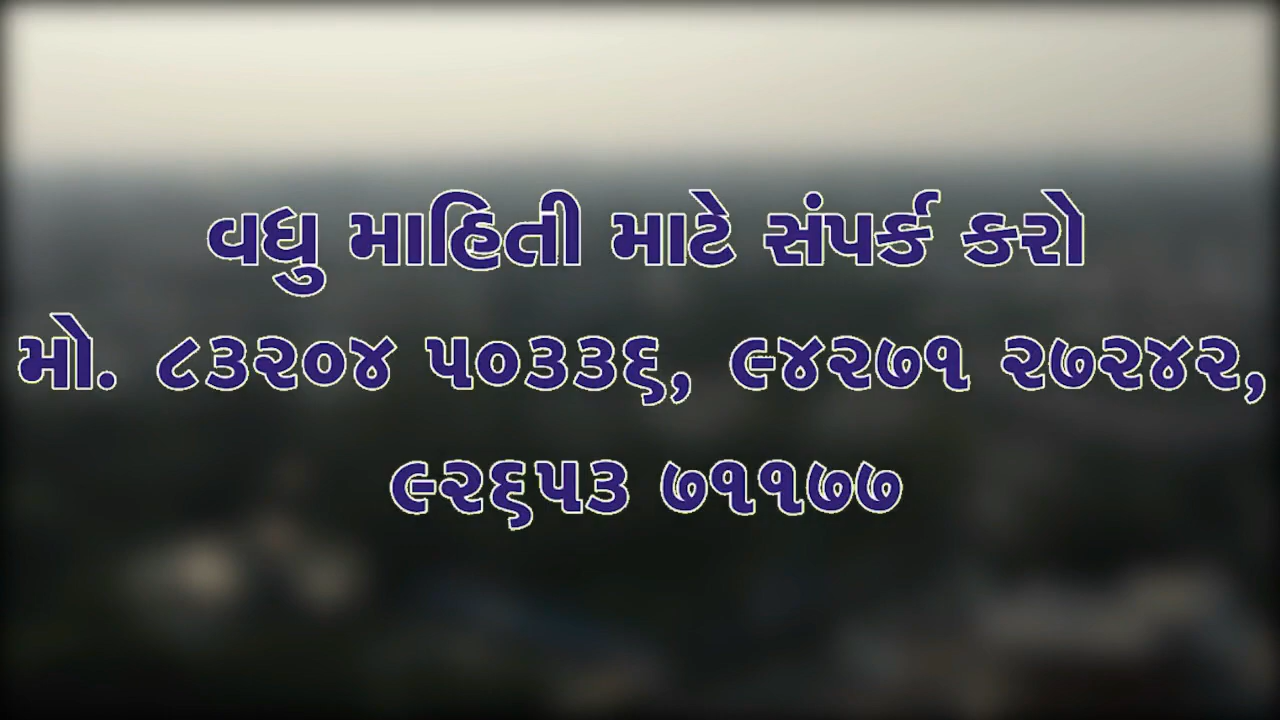 વધુ માહિતી માટે સંપર્ક કરો
મો. ૮૩૨૦૪ ૫૦૩૩૬, ૯૪૨૭૧ ૨૭૨૪૨,
૯૨૬૫૩ ૭૧૧૭૭